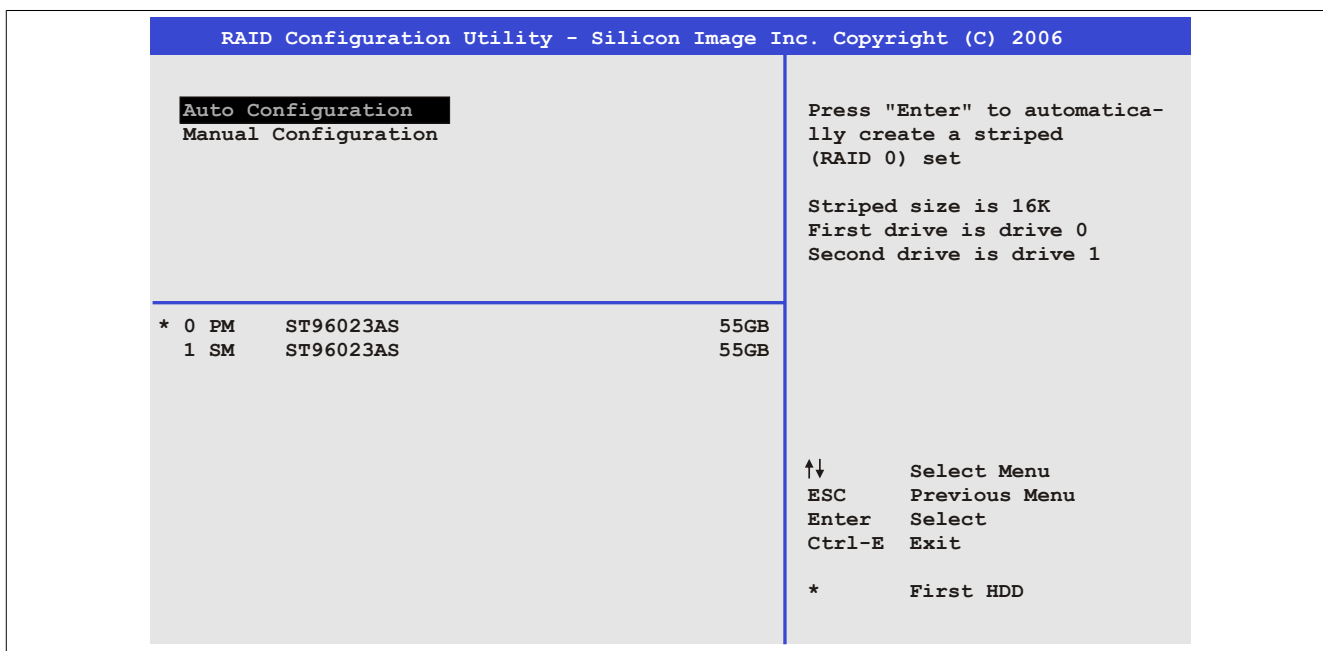 RAID Configuration Utility - Silicon Image Inc. Copyright (C) 2006
Auto Configuration
Manual Configuration
Press "Enter" to automatica-
lly create a striped
(RAID 0) set
Striped size is 16K
First drive is drive 0
Second drive is drive 1
* 0 PM ST96023AS 55GB
1 SM ST96023AS 55GB
↑↓ Select Menu
ESC Previous Menu
Enter Select
Ctrl-E Exit
* First HDD